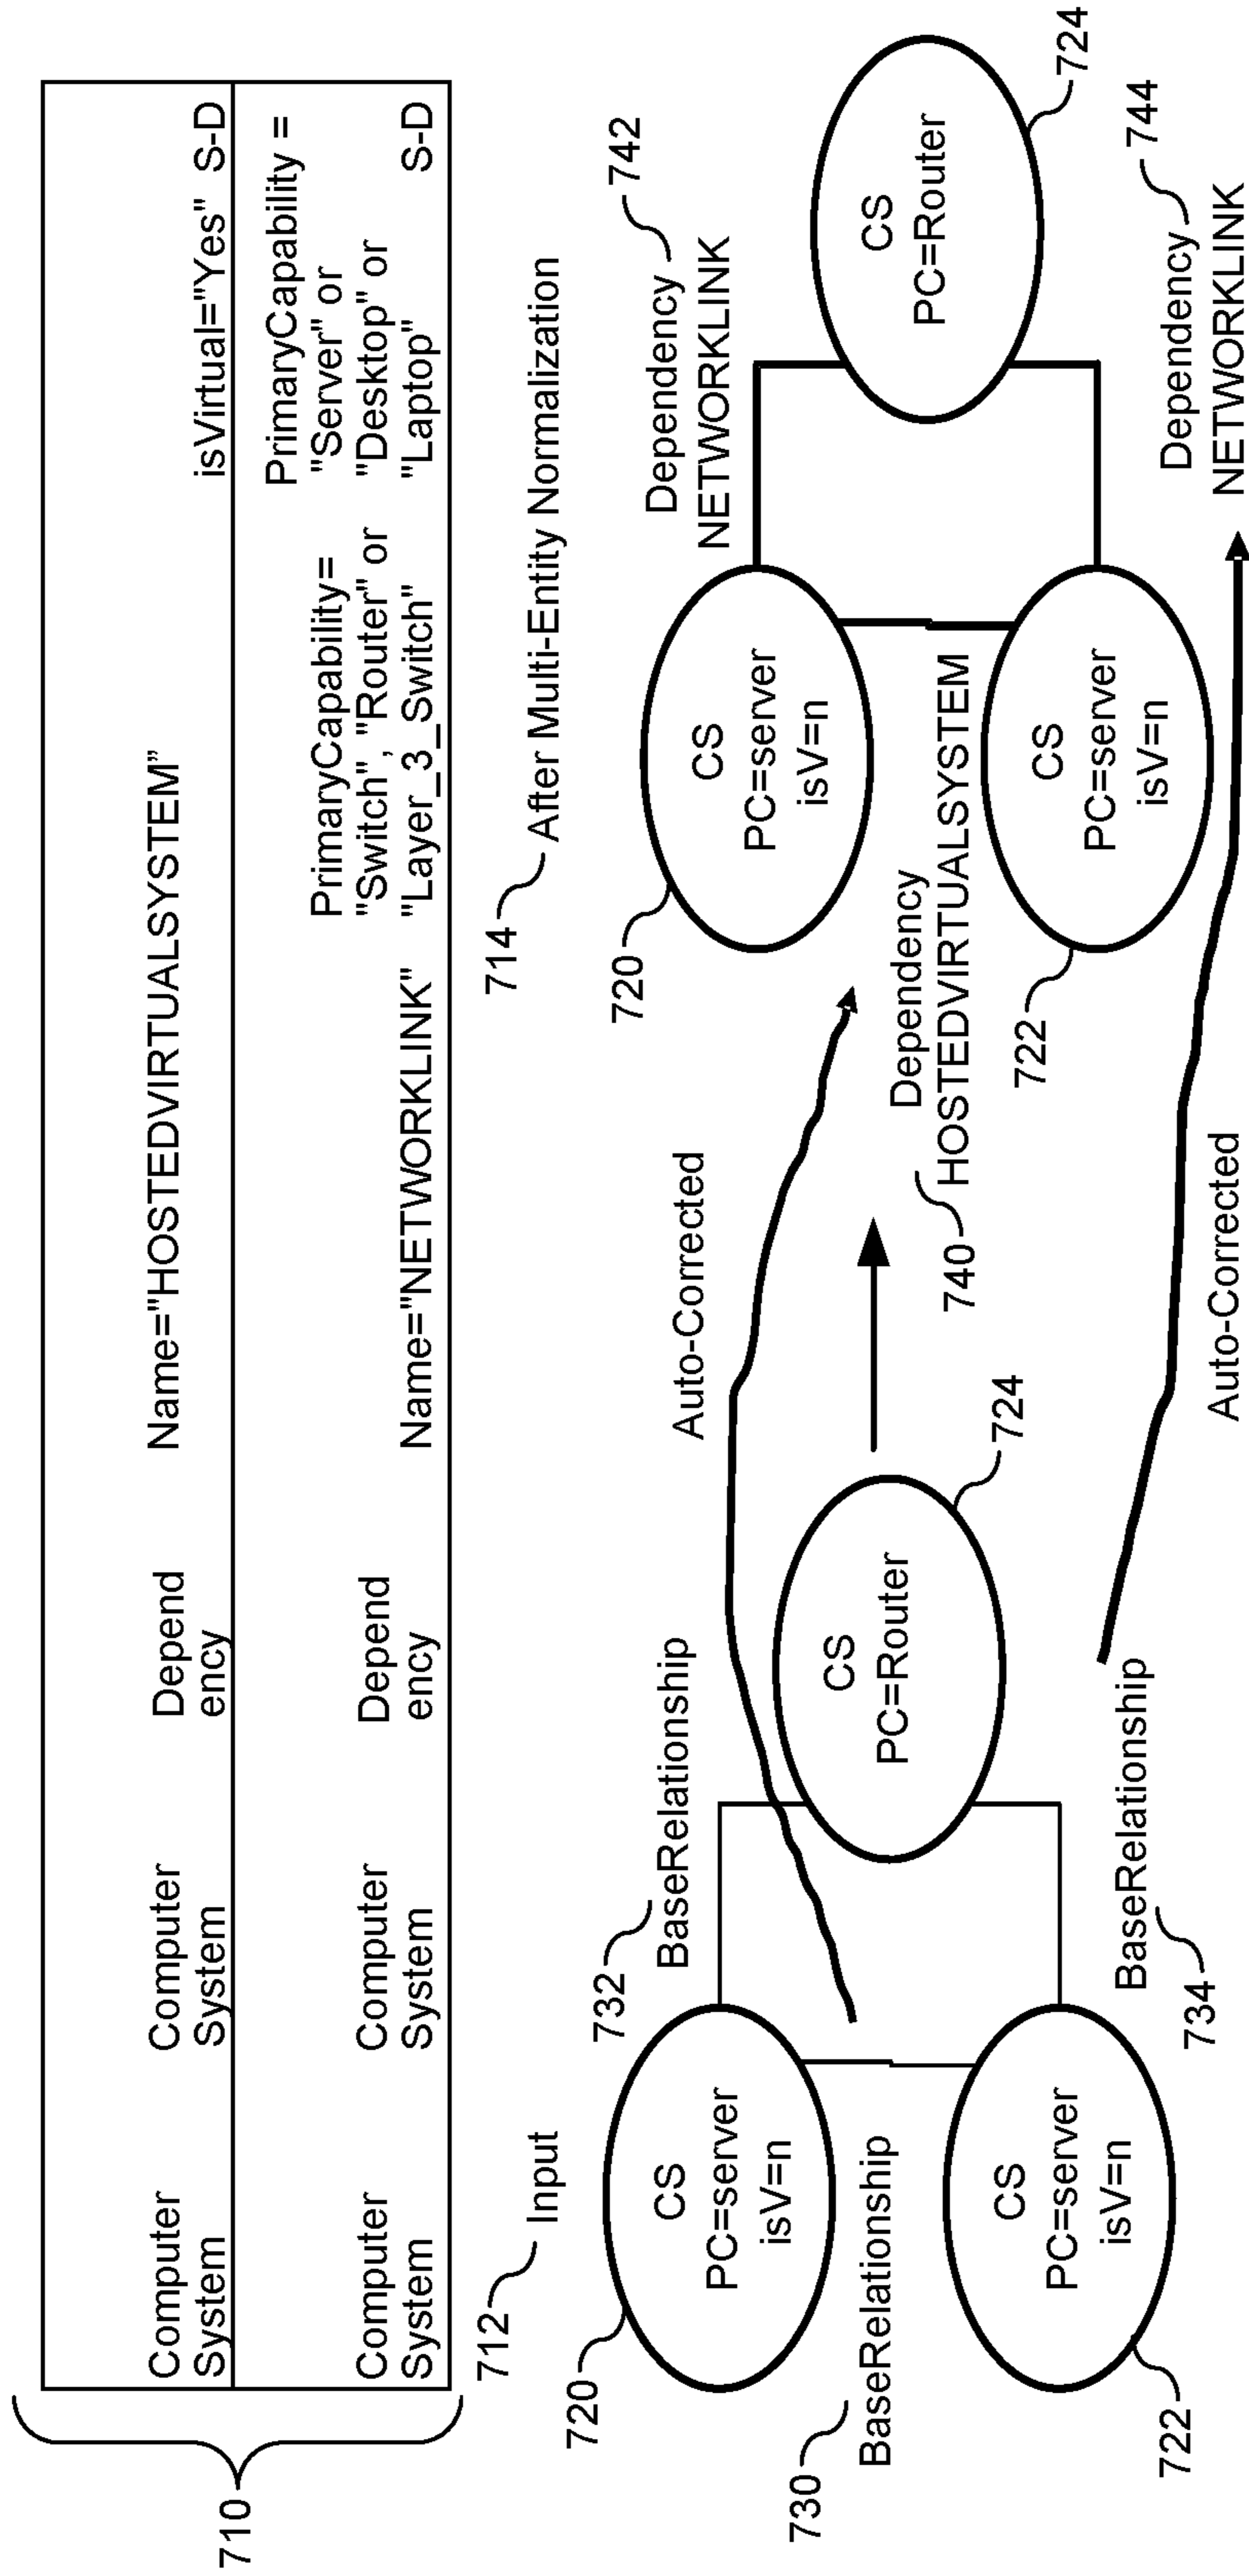 710
Computer
System
Computer
System
Depend
ency
Name="HOSTEDVIRTUALSYSTEM”
isVirtual="Yes" S-D
Computer
System
Computer
System
Depend
ency
Name="NETWORKLINK"
PrimaryCapability=
"Switch", "Router" or
"Layer_3_Switch"
PrimaryCapability =
"Server" or
"Desktop" or
"Laptop"
S-D
712 Input
720
CS
PC=server
isV=n
732
BaseRelationship
730
BaseRelationship
CS
PC=Router
724
722
CS
PC=server
isV=n
BaseRelationship
734
Auto-Corrected
Auto-Corrected
714 After Multi-Entity Normalization
720
CS
PC=server
isV=n
Dependency 742
NETWORKLINK
740
Dependency
HOSTEDVIRTUALSYSTEM
CS
PC=Router
724
722
CS
PC=server
isV=n
Dependency 744
NETWORKLINK